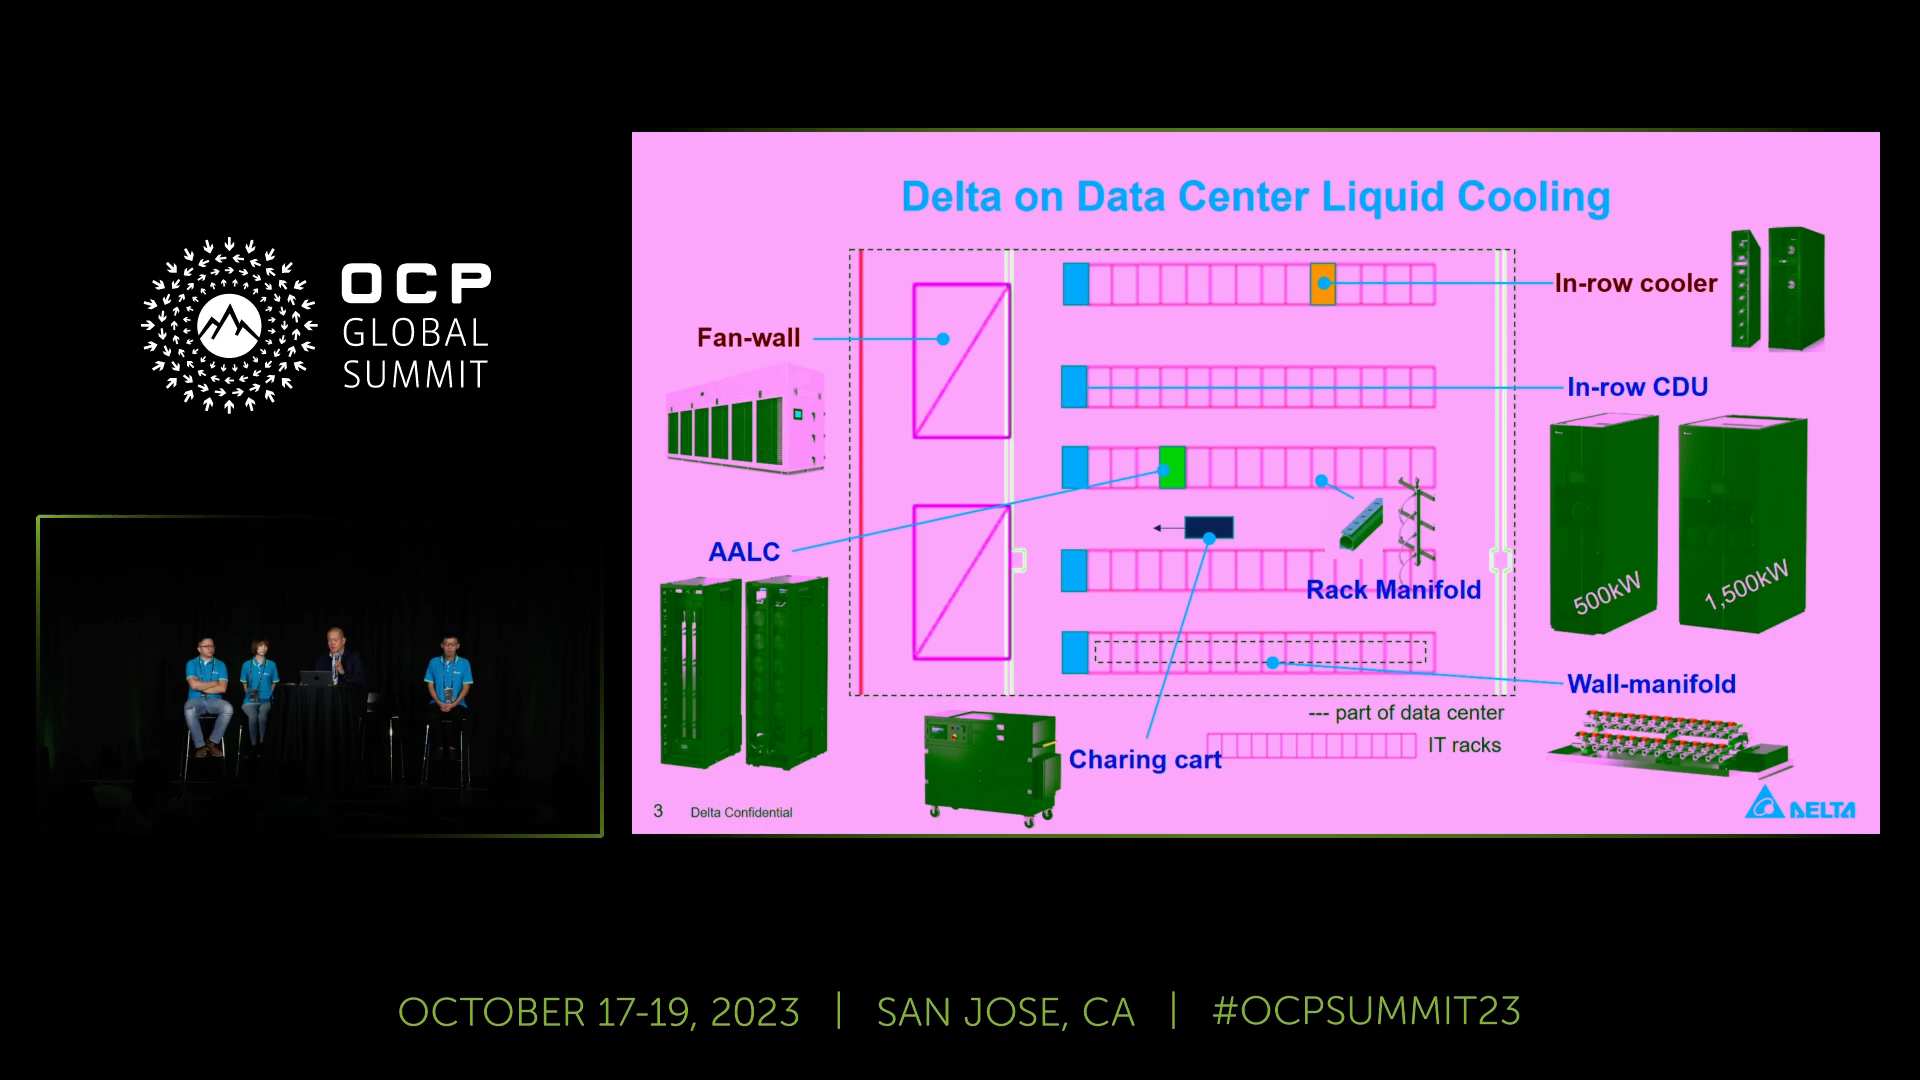 OCP
GLOBAL
SUMMIT
Delta on Data Center Liquid Cooling
In-row cooler
Fan-wall
In-row CDU
AALC
500kW
1,500kW
Rack Manifold
Wall-manifold
--- part of data center
IT racks
Charing cart
3 Delta Confidential
DELTA
OCTOBER 17-19, 2023 | SAN JOSE, CA | #OCPSUMMIT23